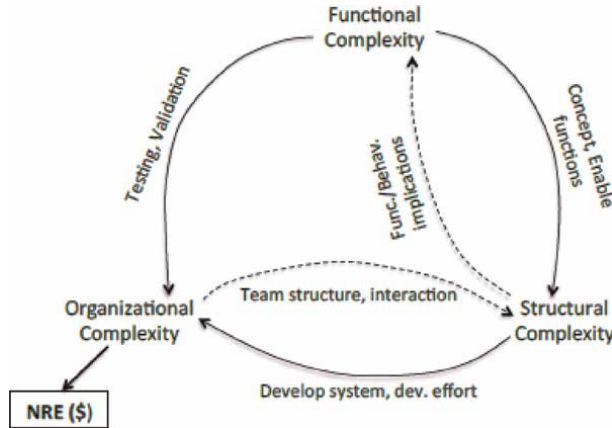 Functional
Complexity
Testing, Validation
Concept, Enable
functions
Func./Behav.
implications
Team structure, interaction
Organizational
Complexity
Structural
Complexity
Develop system, dev. effort
NRE ($)